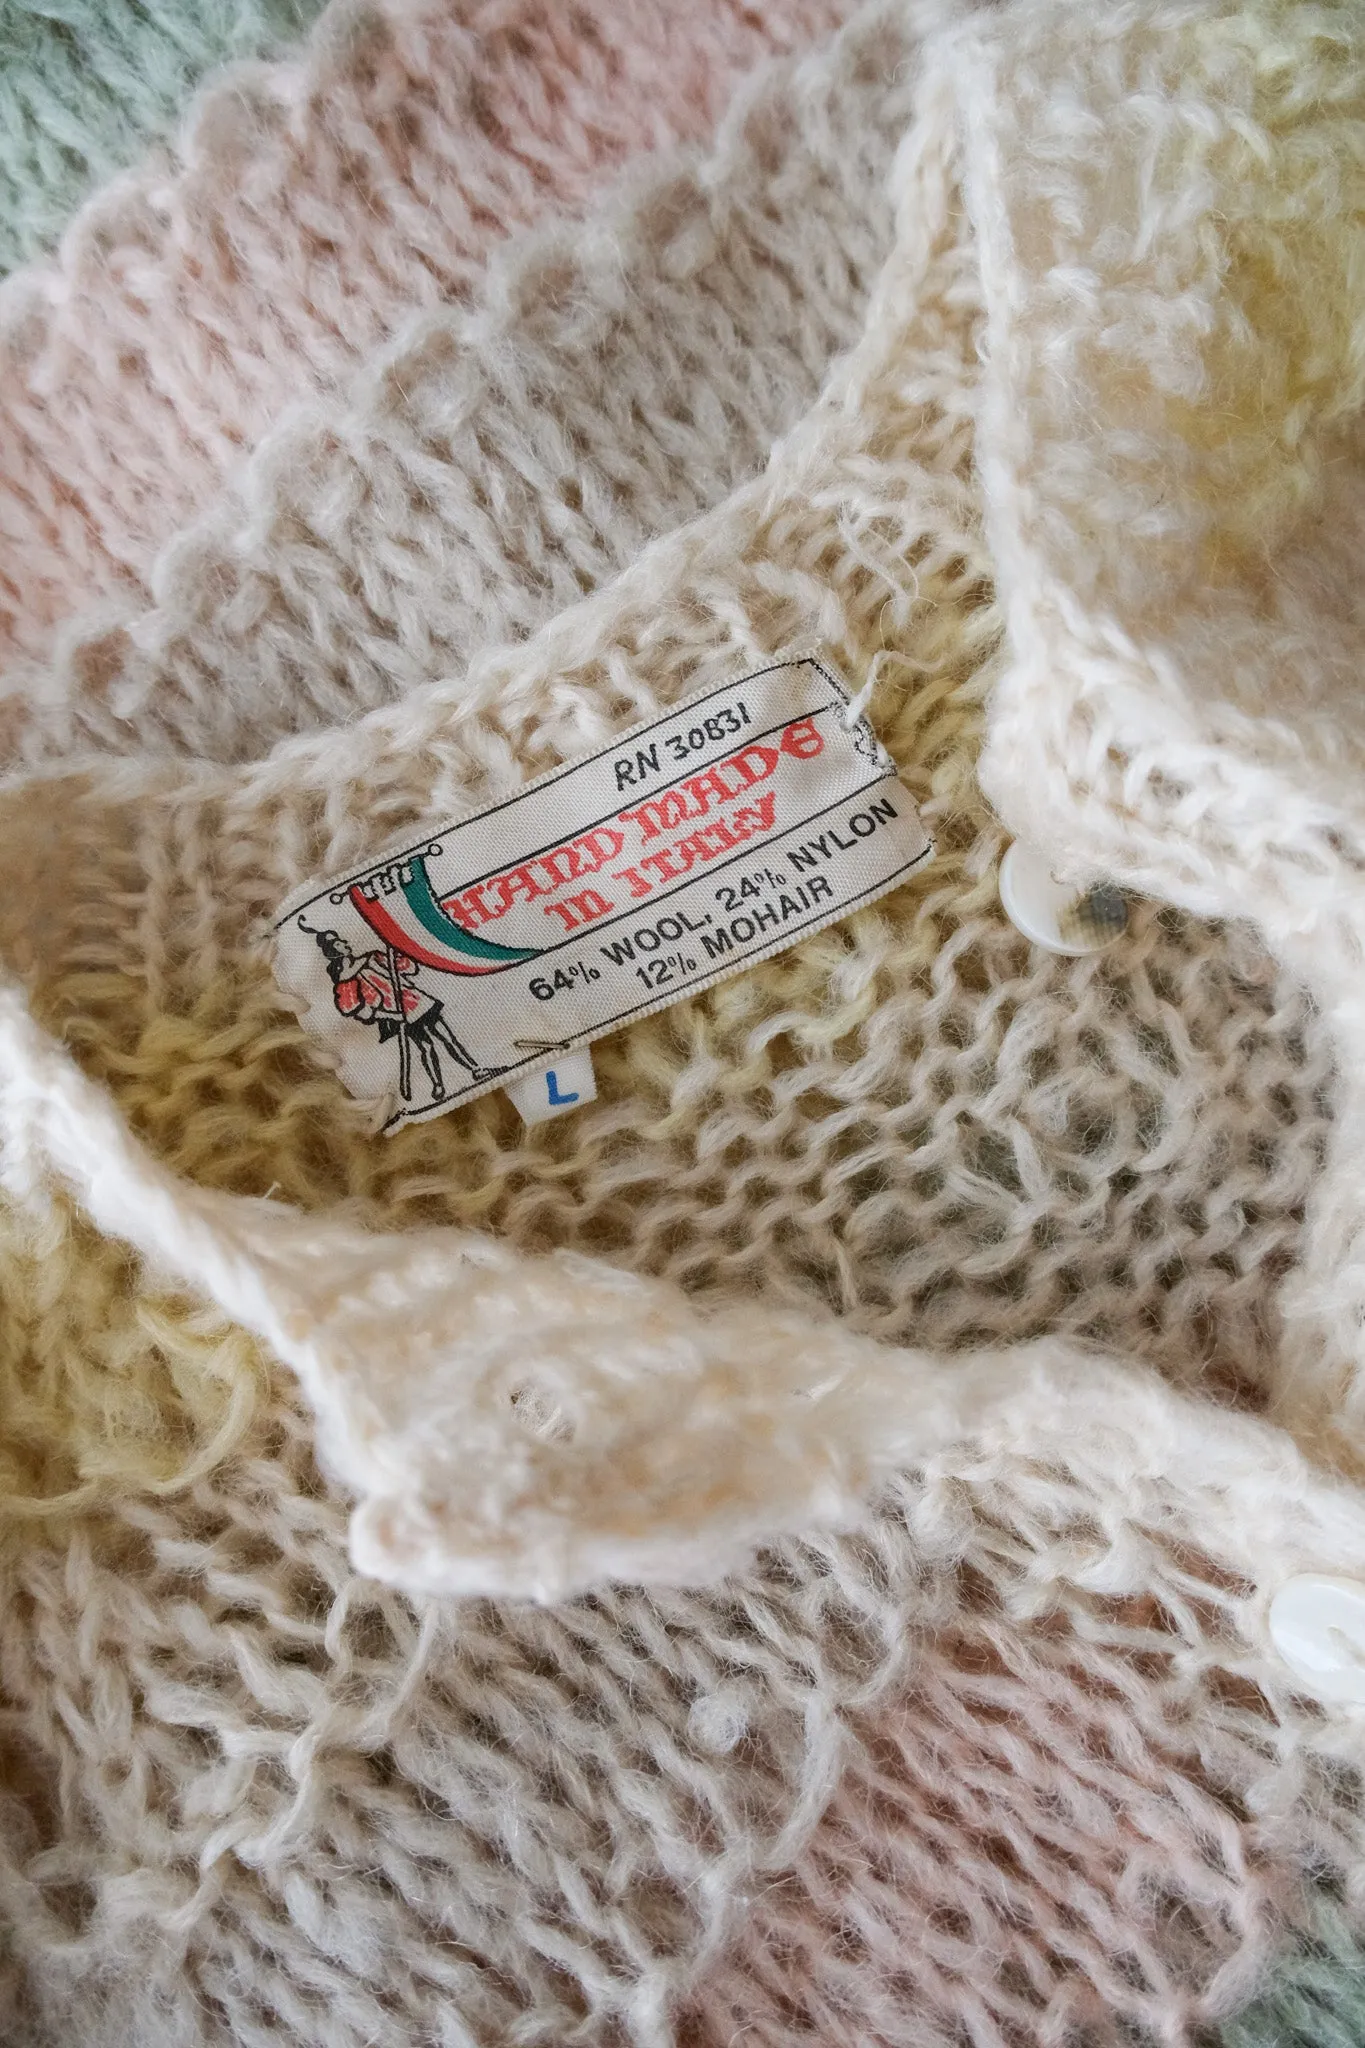 RN 30831
HAND MADE
IN ITALY
64% WOOL, 24% NYLON
12% MOHAIR
L